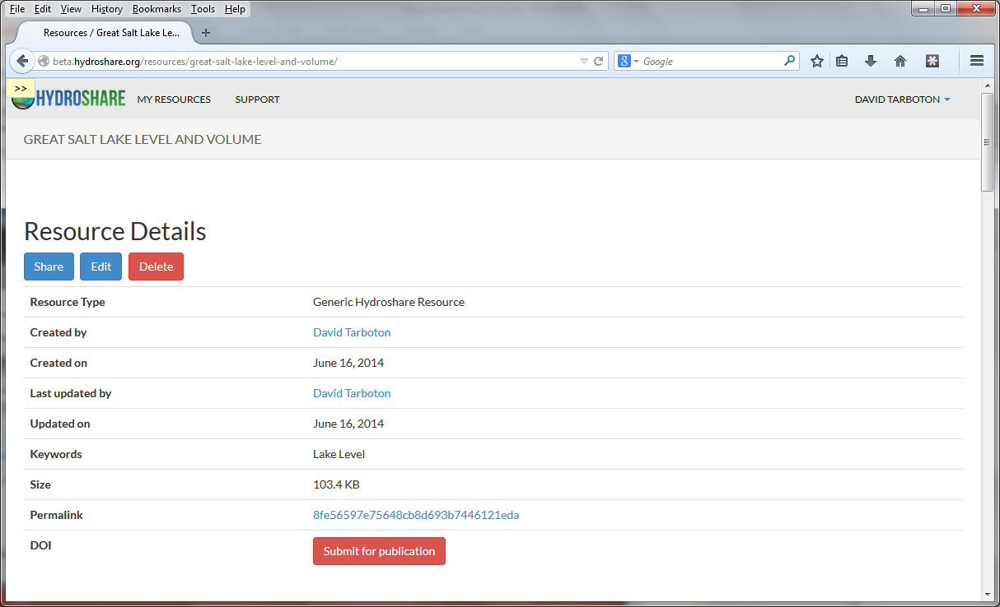 File Edit View History Bookmarks Tools Help
Resources / Great Salt Lake Le...
beta.hydroshare.org/resources/great-salt-lake-level-and-volume/ 8 Google
>>
HYDROSHARE MY RESOURCES SUPPORT DAVID TARBOTON
GREAT SALT LAKE LEVEL AND VOLUME
Resource Details
Share Edit Delete
Resource Type Generic Hydroshare Resource
Created by David Tarboton
Created on June 16, 2014
Last updated by David Tarboton
Updated on June 16, 2014
Keywords Lake Level
Size 103.4 KB
Permalink 8fe56597e75648cb8d693b7446121eda
DOI Submit for publication